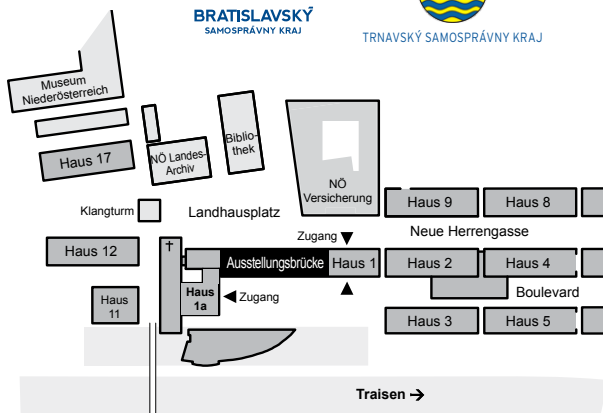 BRATISLAVSKÝ
SAMOSPRÁVNY KRAJ
TRNAVSKÝ SAMOSPRÁVNY KRAJ
Museum
Niederösterreich
Haus 17
NÖ Landes-
Archiv
Biblio-
thek
NÖ
Versicherung
Klangturm
Landhausplatz
Haus 9
Haus 8
Zugang
Neue Herrengasse
Haus 12
Ausstellungsbrücke
Haus 1
Haus 2
Haus 4
Haus
11
Haus
1a
Zugang
Boulevard
Haus 3
Haus 5
Traisen →